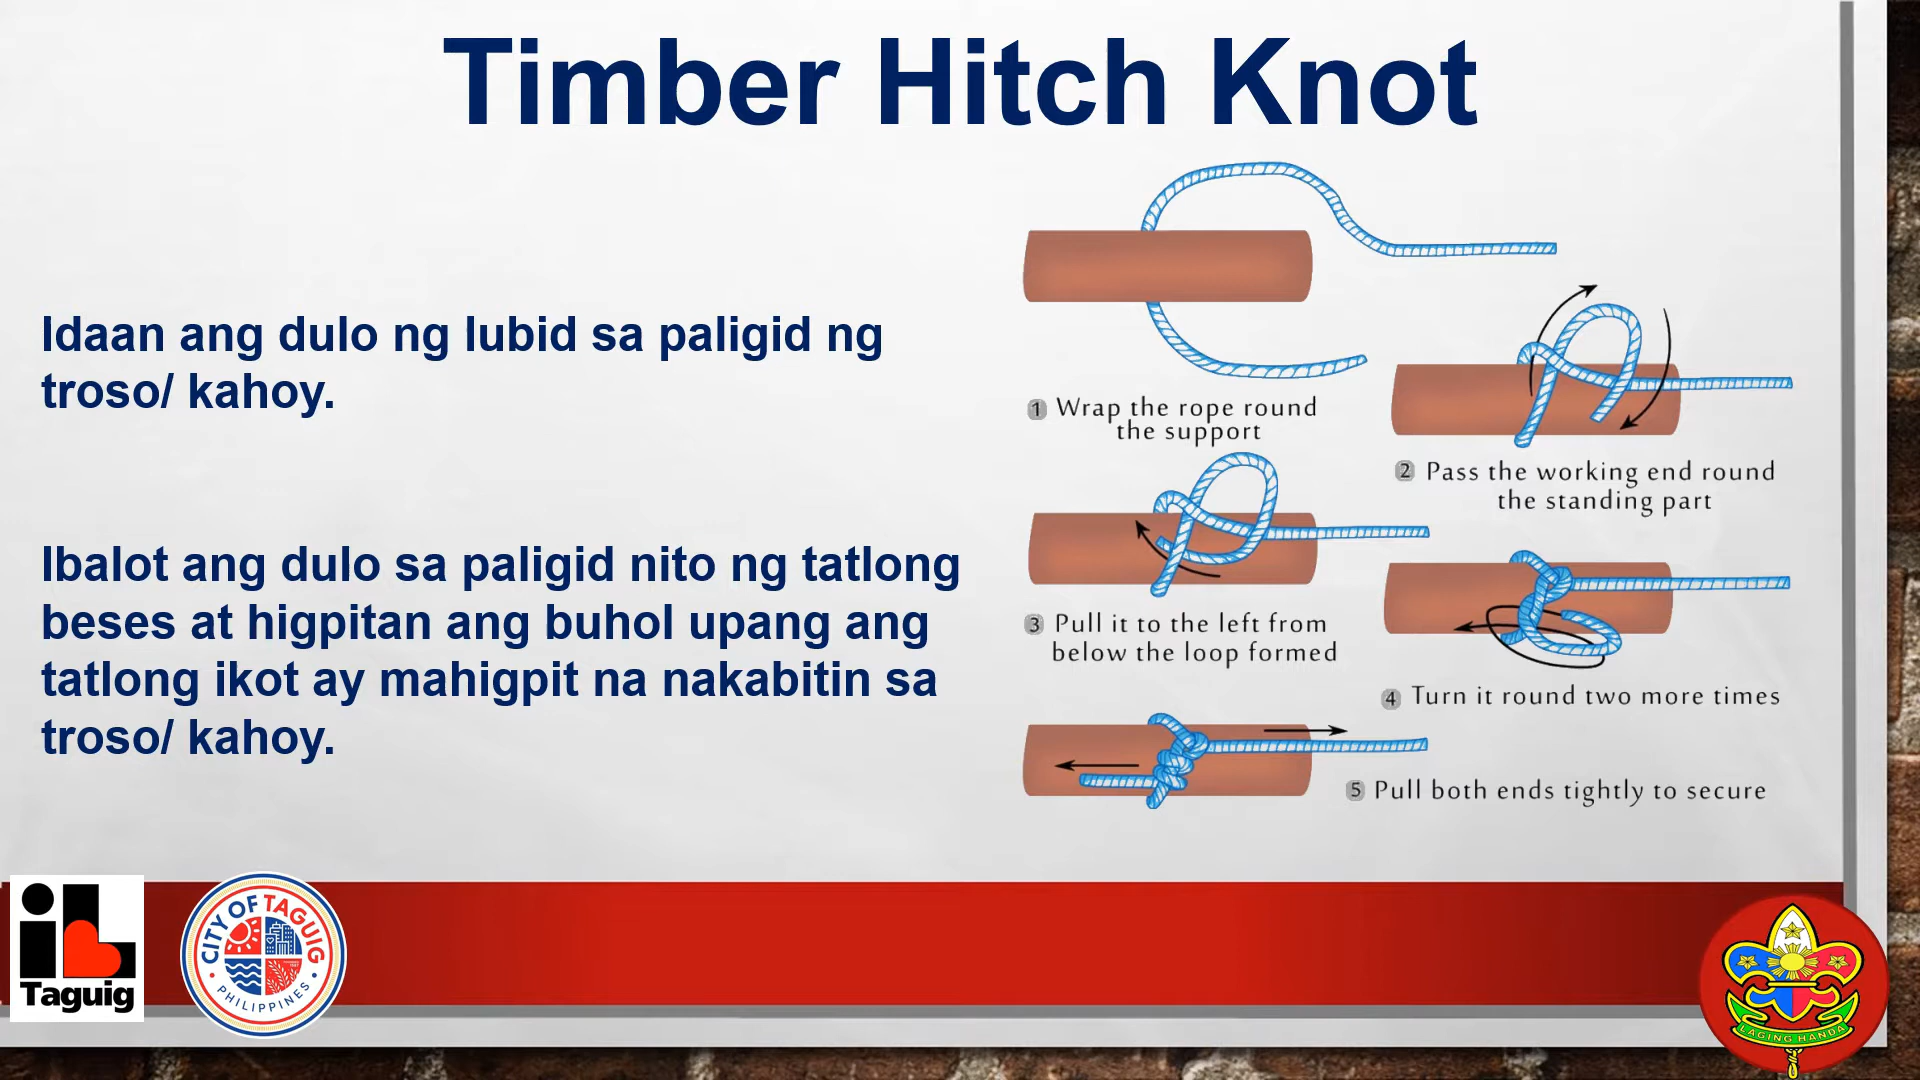 Timber Hitch Knot
Idaan ang dulo ng lubid sa paligid ng
troso/ kahoy.
Ibalot ang dulo sa paligid nito ng tatlong
beses at higpitan ang buhol upang ang
tatlong ikot ay mahigpit na nakabitin sa
troso/ kahoy.
1 Wrap the rope round
the support
2 Pass the working end round
the standing part
3 Pull it to the left from
below the loop formed
4 Turn it round two more times
5 Pull both ends tightly to secure
iL
Taguig
CITY OF TAGUIG
PHILIPPINES
LAGING HANDA